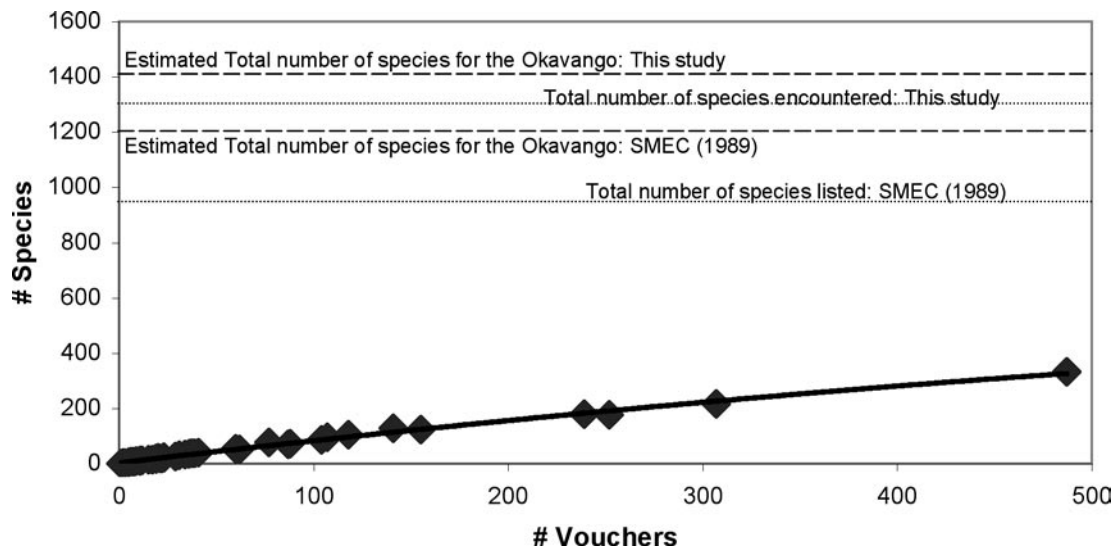 1600
Estimated Total number of species for the Okavango: This study
1400
Total number of species encountered: This study
1200
Estimated Total number of species for the Okavango: SMEC (1989)
1000
Total number of species listed: SMEC (1989)
800
# Species
600
400
200
0
0 100 200 300 400 500
# Vouchers